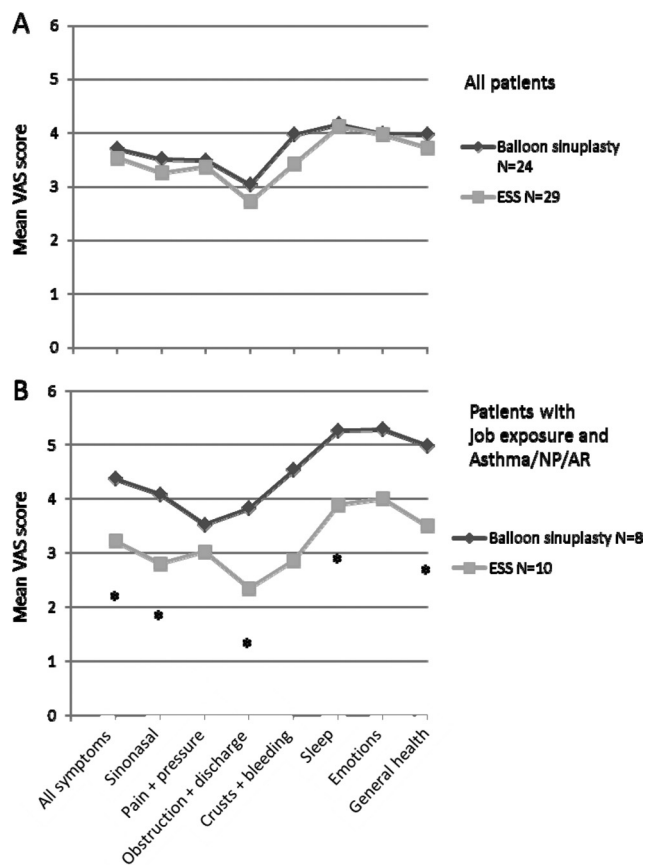 A
6
5
4
3
2
1
0
Mean VAS score
All patients
Balloon sinuplasty
N=24
ESS N=29
B
6
5
4
3
2
1
0
Mean VAS score
Patients with
Job exposure and
Asthma/NP/AR
Balloon sinuplasty N=8
ESS N=10
*
*
*
*
*
All symptoms
Sinonasal
Pain + pressure
Obstruction + discharge
Crusts + bleeding
Sleep
Emotions
General health